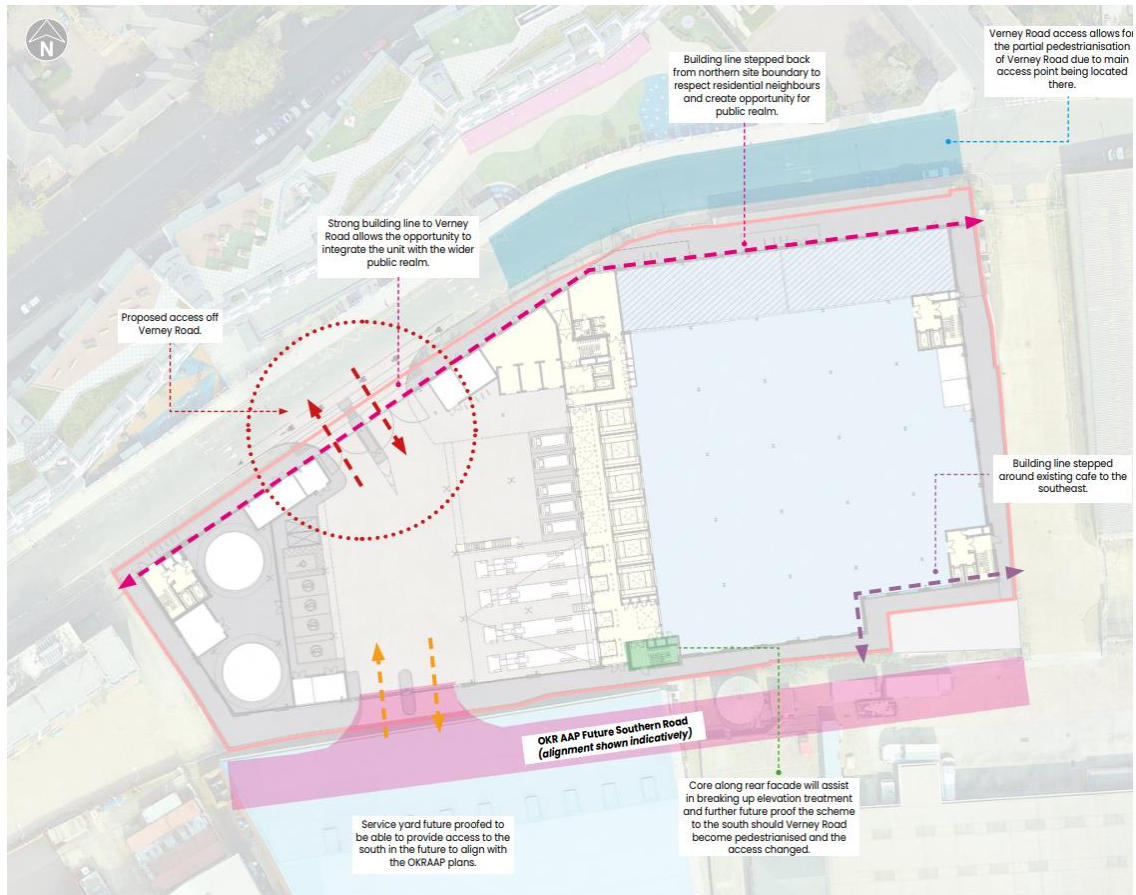 N
Verney Road access allows for
the partial pedestrianisation
of Verney Road due to main
access point being located
there.
Building line stepped back
from northern site boundary to
respect residential neighbours
and create opportunity for
public realm.
Strong building line to Verney
Road allows the opportunity to
integrate the unit with the wider
public realm.
Proposed access off
Verney Road.
Building line stepped
around existing cafe to the
southeast.
OKR AAP Future Southern Road
(alignment shown indicatively)
Core along rear facade will assist
in breaking up elevation treatment
and further future proof the scheme
to the south should Verney Road
become pedestrianised and the
access changed.
Service yard future proofed to
be able to provide access to the
south in the future to align with
the OKRAAP plans.